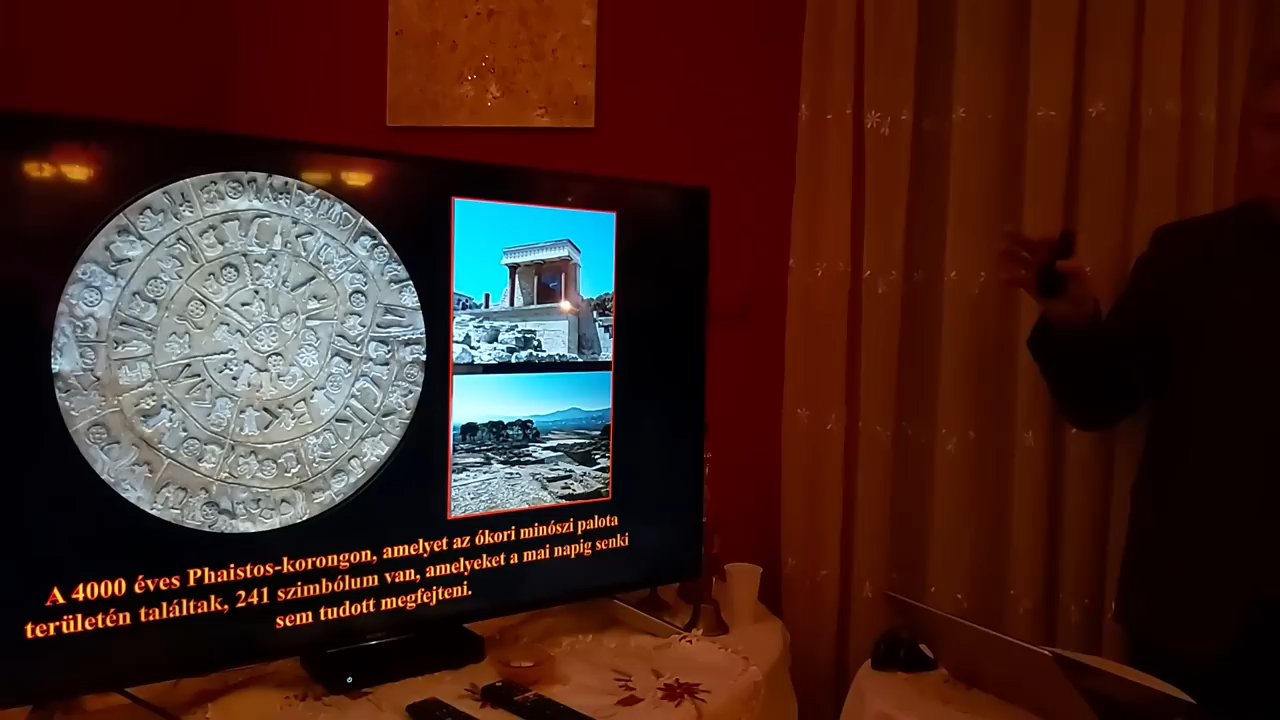 A 4000 éves Phaistos-korongon, amelyet az ókori minószi palota
területén találtak, 241 szimbólum van, amelyeket a mai napig senki
sem tudott megfejteni.